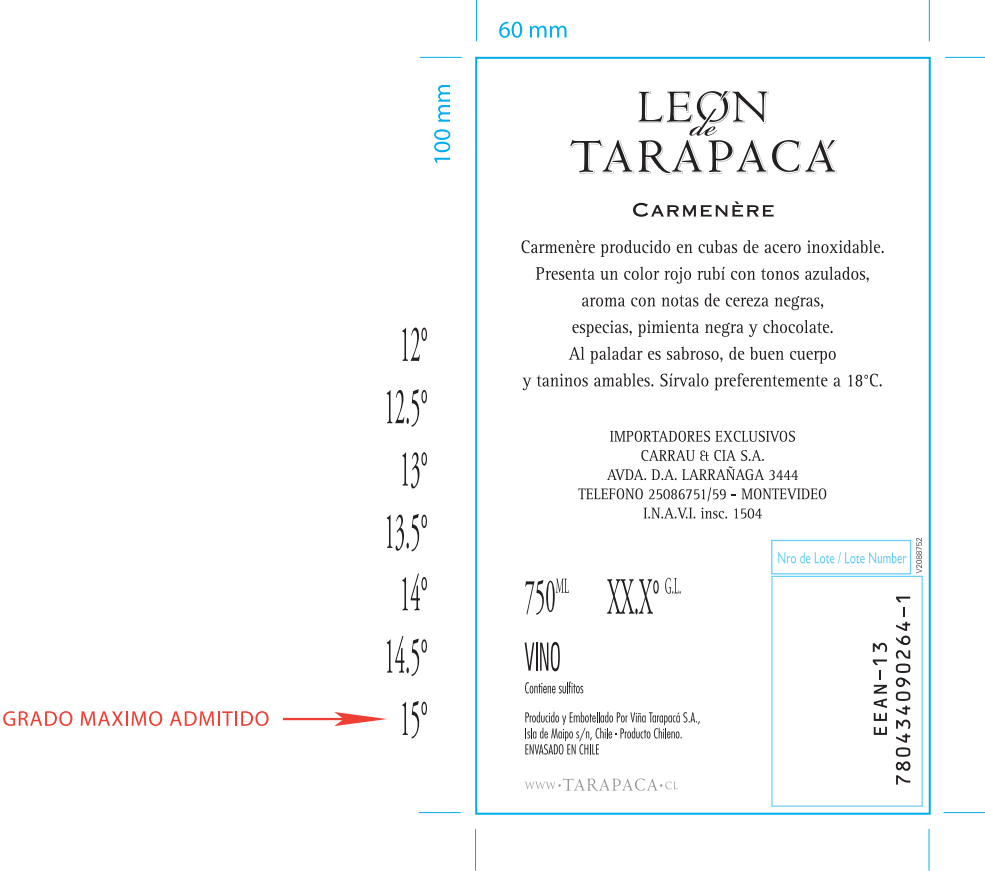 60 mm
100 mm
LEÓN
de
TARAPACÁ
CARMENÈRE
Carmenère producido en cubas de acero inoxidable.
Presenta un color rojo rubí con tonos azulados,
aroma con notas de cereza negras,
especias, pimienta negra y chocolate.
Al paladar es sabroso, de buen cuerpo
y taninos amables. Sírvalo preferentemente a 18°C.
IMPORTADORES EXCLUSIVOS
CARRAU & CIA S.A.
AVDA. D.A. LARRAÑAGA 3444
TELEFONO 25086751/59 - MONTEVIDEO
I.N.A.V.I. insc. 1504
Nro de Lote / Lote Number
V2088752
750 ML XX.X° G.L.
VINO
Contiene sulfitos
Producido y Embotellado Por Viña Tarapacá S.A.,
Isla de Maipo s/n, Chile • Producto Chileno.
ENVASADO EN CHILE
WWW•TARAPACA•CL
EEAN-13
780434090264-1
12°
12.5°
13°
13.5°
14°
14.5°
15°
GRADO MAXIMO ADMITIDO